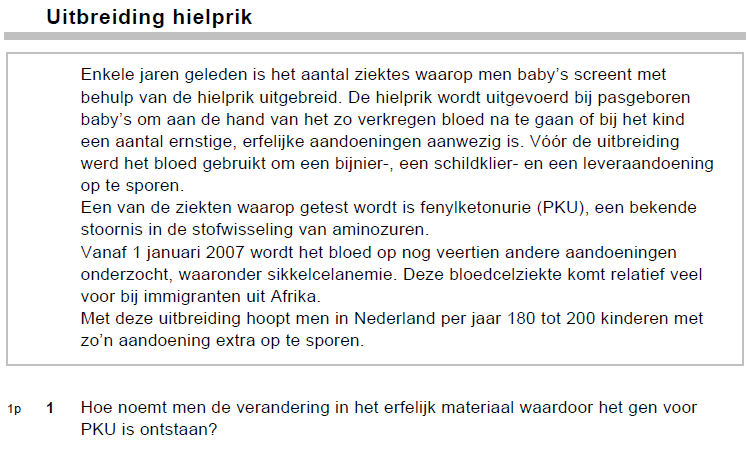 Uitbreiding hielprik
Enkele jaren geleden is het aantal ziektes waarop men baby's screent met
behulp van de hielprik uitgebreid. De hielprik wordt uitgevoerd bij pasgeboren
baby's om aan de hand van het zo verkregen bloed na te gaan of bij het kind
een aantal ernstige, erfelijke aandoeningen aanwezig is. Vóór de uitbreiding
werd het bloed gebruikt om een bijnier-, een schildklier- en een leveraandoening
op te sporen.
Een van de ziekten waarop getest wordt is fenylketonurie (PKU), een bekende
stoornis in de stofwisseling van aminozuren.
Vanaf 1 januari 2007 wordt het bloed op nog veertien andere aandoeningen
onderzocht, waaronder sikkelcelanemie. Deze bloedcelziekte komt relatief veel
voor bij immigranten uit Afrika.
Met deze uitbreiding hoopt men in Nederland per jaar 180 tot 200 kinderen met
zo'n aandoening extra op te sporen.
1p 1 Hoe noemt men de verandering in het erfelijk materiaal waardoor het gen voor
PKU is ontstaan?